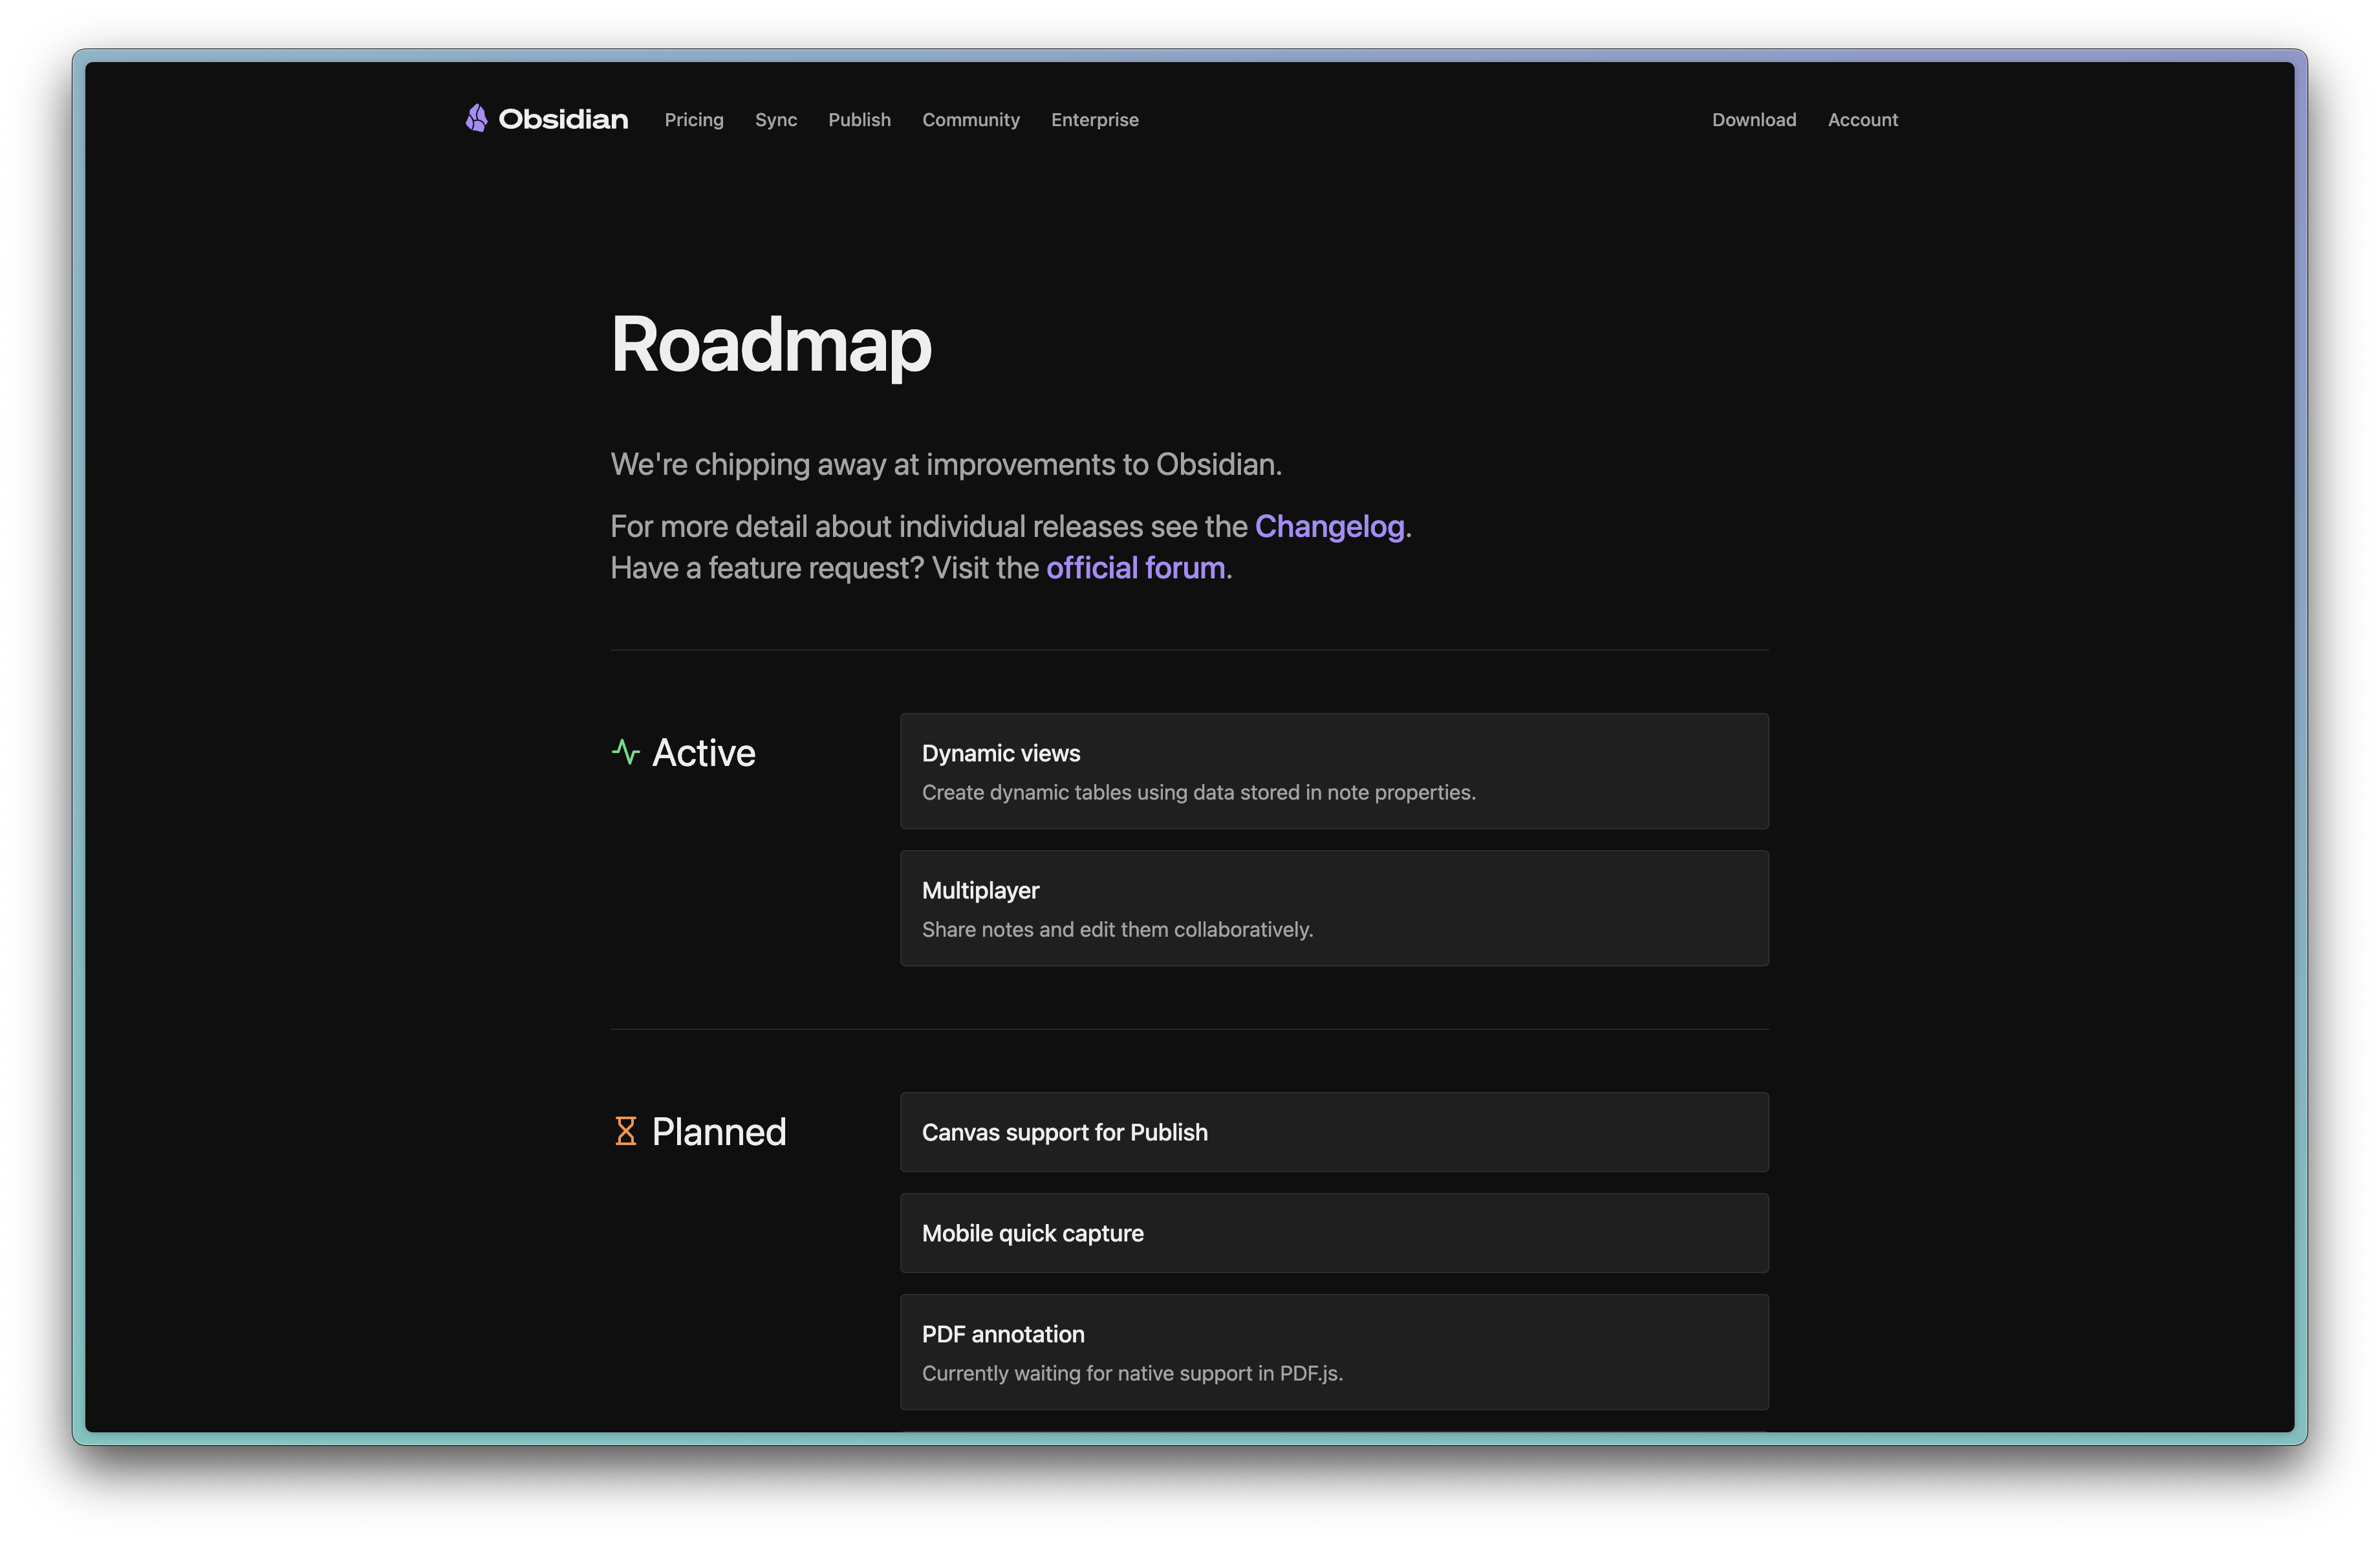 Obsidian Pricing Sync Publish Community Enterprise Download Account
Roadmap
We're chipping away at improvements to Obsidian.
For more detail about individual releases see the Changelog.
Have a feature request? Visit the official forum.
Active
Dynamic views
Create dynamic tables using data stored in note properties.
Multiplayer
Share notes and edit them collaboratively.
Planned
Canvas support for Publish
Mobile quick capture
PDF annotation
Currently waiting for native support in PDF.js.